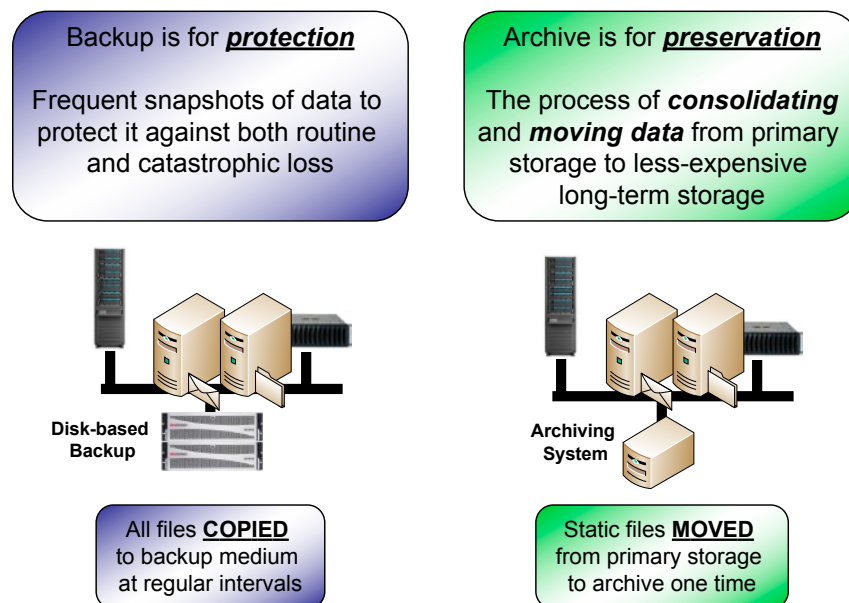 Backup is for protection
Frequent snapshots of data to
protect it against both routine
and catastrophic loss
Archive is for preservation
The process of consolidating
and moving data from primary
storage to less-expensive
long-term storage
Disk-based
Backup
Archiving
System
All files COPIED
to backup medium
at regular intervals
Static files MOVED
from primary storage
to archive one time